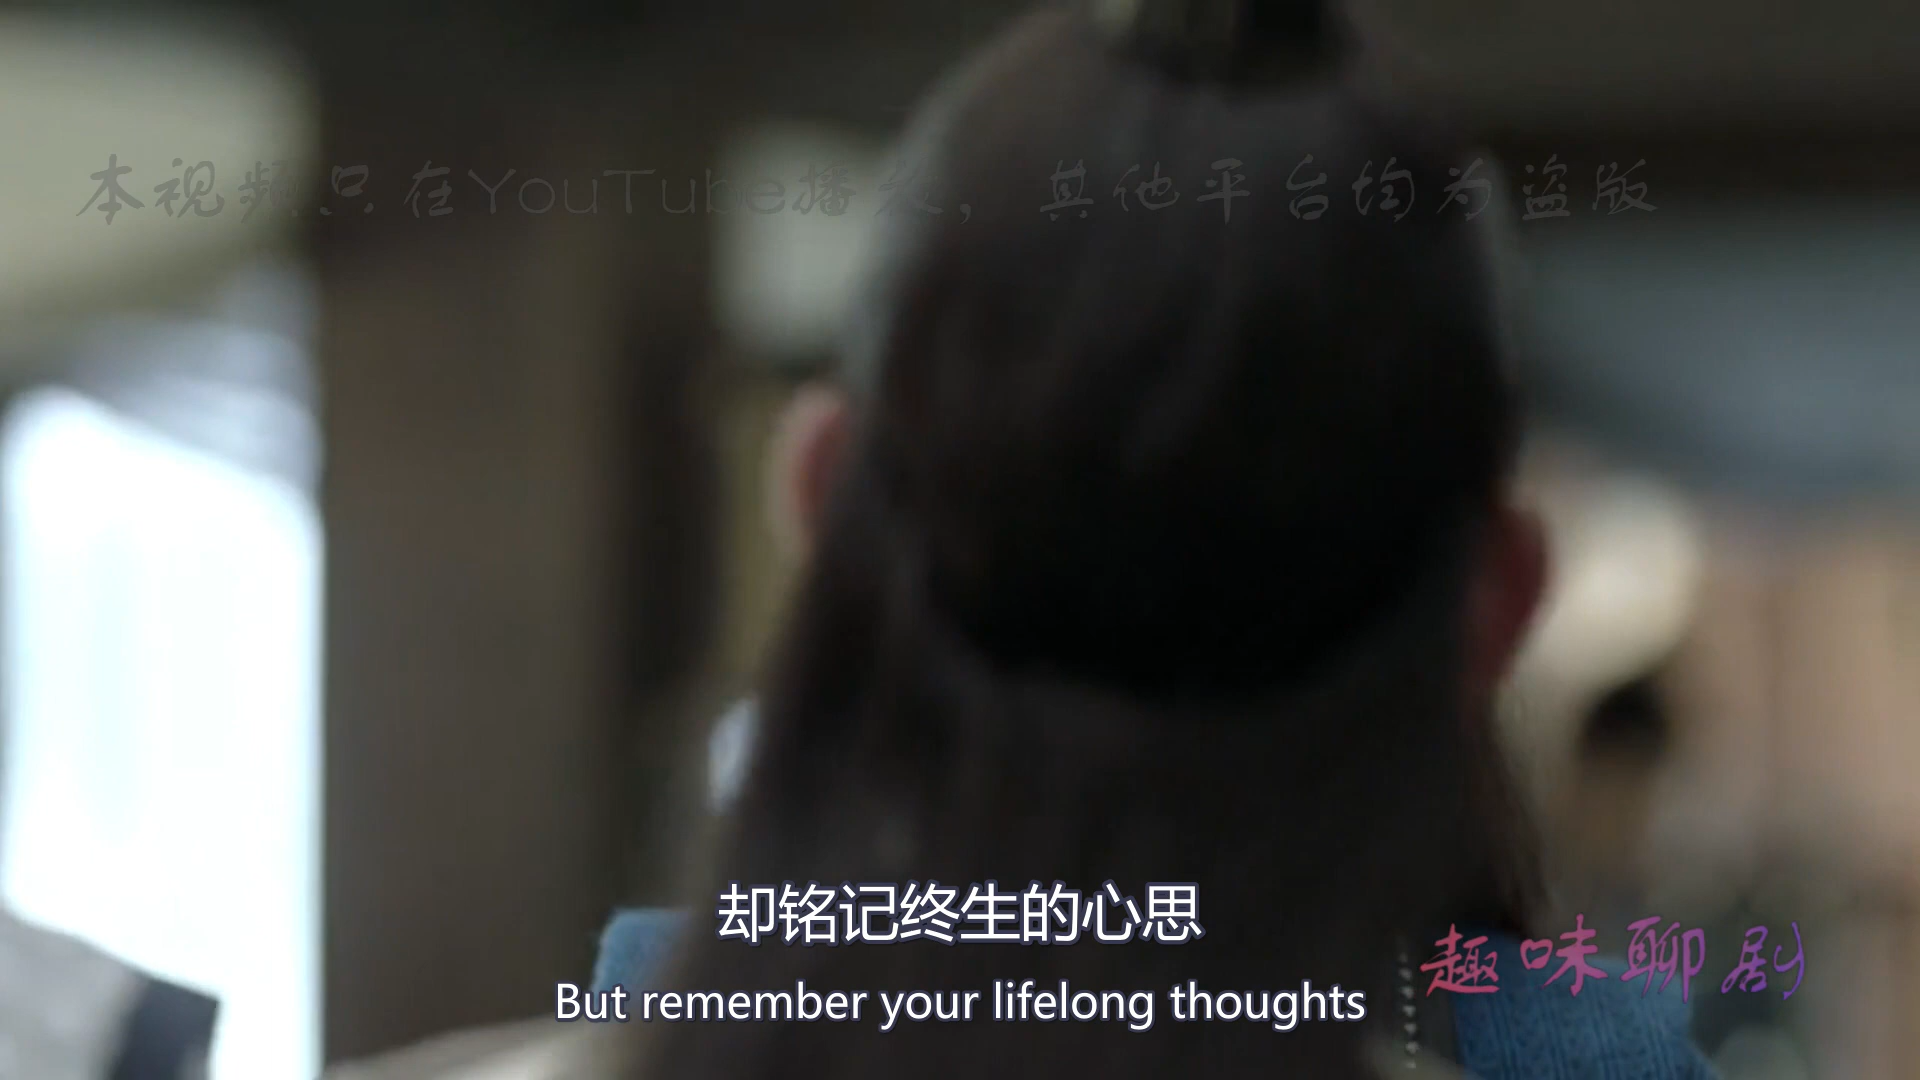 本视频只在YouTube播发，其他平台均为盗版
却铭记终生的心思
But remember your lifelong thoughts
趣味聊剧